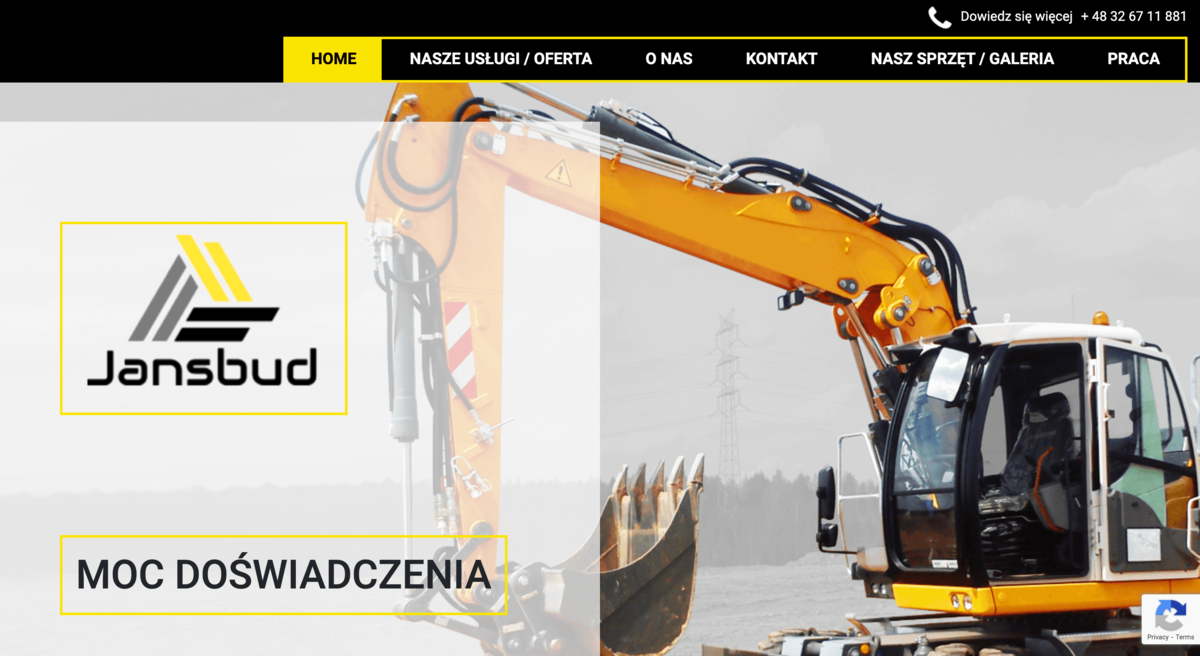 Dowiedz się więcej + 48 32 67 11 881
HOME NASZE USŁUGI / OFERTA O NAS KONTAKT NASZ SPRZĘT / GALERIA PRACA
Jansbud
MOC DOŚWIADCZENIA
Privacy - Terms